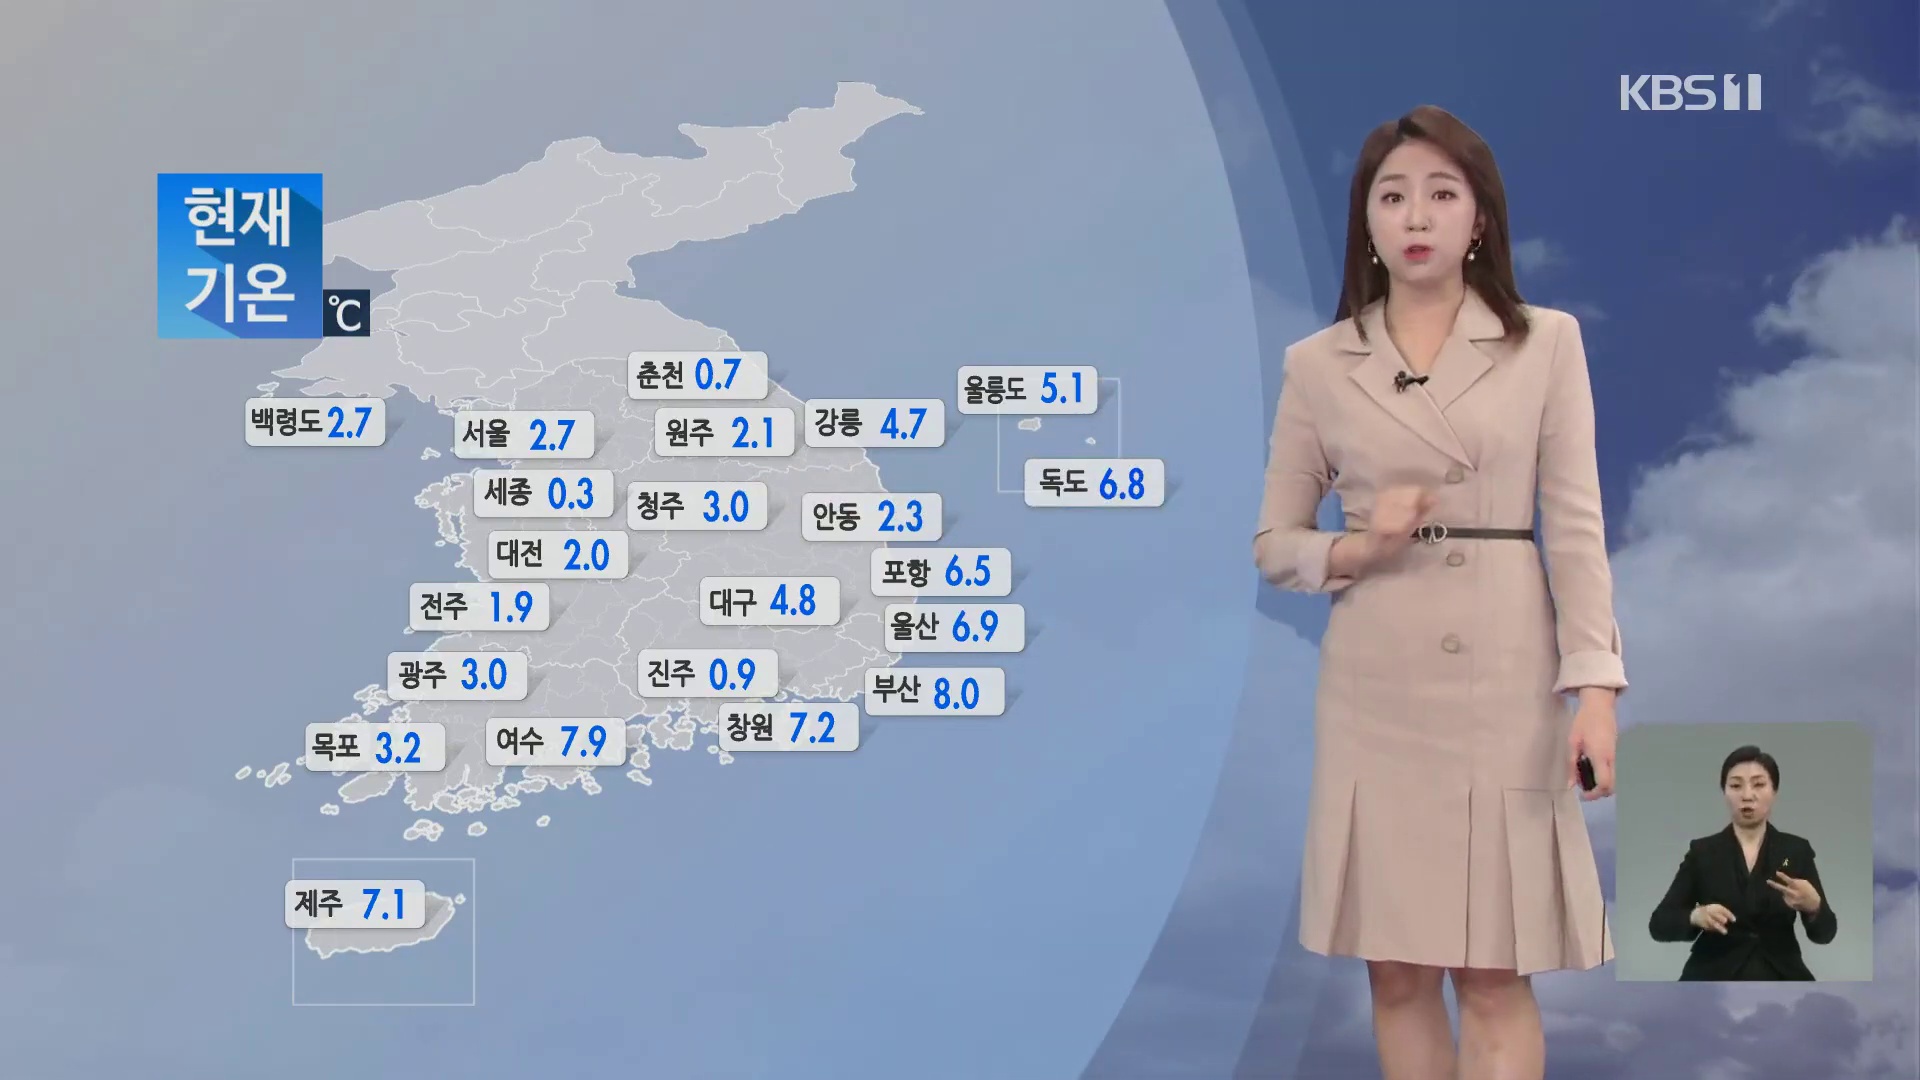 KBS 1
현재
기온
℃
춘천 0.7
울릉도 5.1
백령도 2.7
서울 2.7
원주 2.1
강릉 4.7
독도 6.8
세종 0.3
청주 3.0
안동 2.3
대전 2.0
포항 6.5
전주 1.9
대구 4.8
울산 6.9
광주 3.0
진주 0.9
부산 8.0
목포 3.2
여수 7.9
창원 7.2
제주 7.1